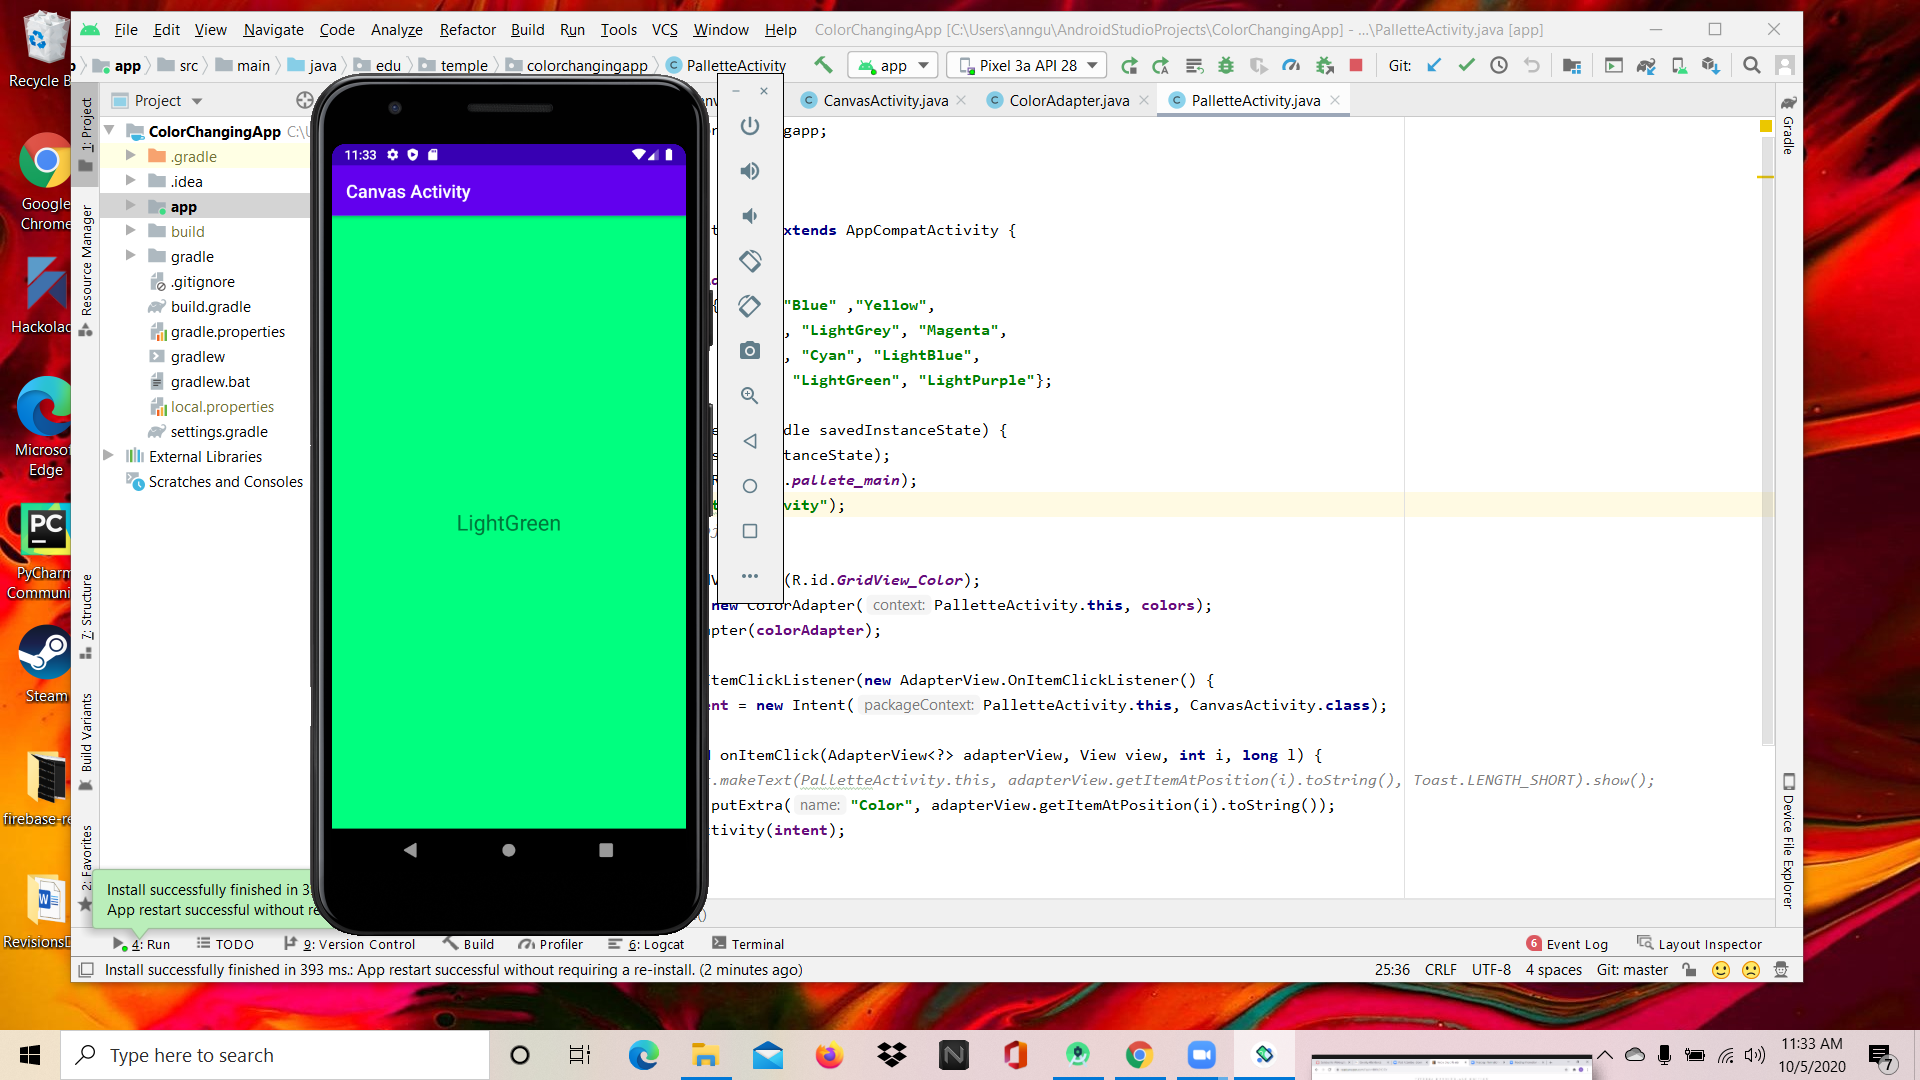 File Edit View Navigate Code Analyze Refactor Build Run Tools VCS Window Help ColorChangingApp [C:\Users\anngu\AndroidStudioProjects\ColorChangingApp] - ...\PalletteActivity.java [app]
app src main java edu temple colorchangingapp PalletteActivity app Pixel 3a API 28 Git:
Project CanvasActivity.java ColorAdapter.java PalletteActivity.java
ColorChangingApp
.gradle
.idea
app
build
gradle
.gitignore
build.gradle
gradle.properties
gradlew
gradlew.bat
local.properties
settings.gradle
External Libraries
Scratches and Consoles
1: Project
Resource Manager
7: Structure
Build Variants
2: Favorites
Gradle
Device File Explorer
11:33
Canvas Activity
LightGreen
gapp;
extends AppCompatActivity {
"Blue" ,"Yellow",
, "LightGrey", "Magenta",
, "Cyan", "LightBlue",
"LightGreen", "LightPurple"};
dle savedInstanceState) {
tanceState);
.pallete_main);
vity");
(R.id.GridView_Color);
new ColorAdapter( context: PalletteActivity.this, colors);
pter(colorAdapter);
temClickListener(new AdapterView.OnItemClickListener() {
ent = new Intent( packageContext: PalletteActivity.this, CanvasActivity.class);
onItemClick(AdapterView<?> adapterView, View view, int i, long l) {
.makeText(PalletteActivity.this, adapterView.getItemAtPosition(i).toString(), Toast.LENGTH_SHORT).show();
putExtra( name: "Color", adapterView.getItemAtPosition(i).toString());
tivity(intent);
Install successfully finished in 3
App restart successful without re
4: Run TODO 9: Version Control Build Profiler 6: Logcat Terminal 6 Event Log Layout Inspector
Install successfully finished in 393 ms.: App restart successful without requiring a re-install. (2 minutes ago) 25:36 CRLF UTF-8 4 spaces Git: master
Recycle B
Google
Chrome
Hackolad
Microsof
Edge
PC
PyCharm
Communi
Steam
firebase-re
RevisionsD
Type here to search
11:33 AM
10/5/2020
7